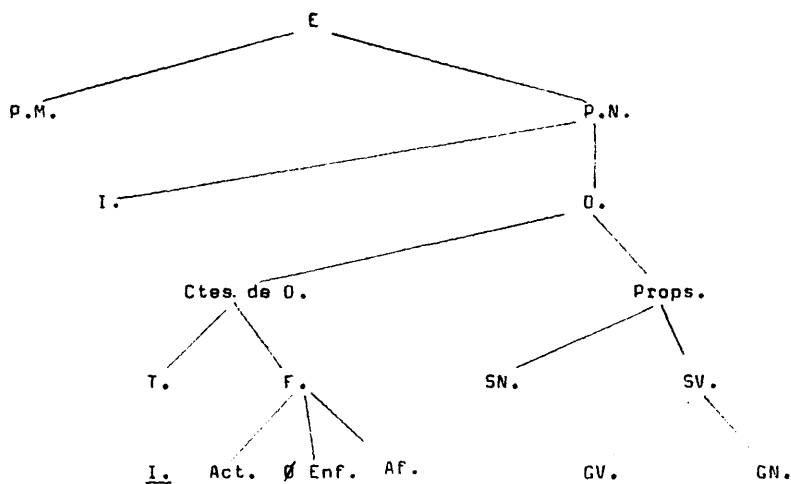 E
P.M. P.N.
I. O.
Ctes. de O. Props.
T. F. SN. SV.
I. Act. Ø Enf. Af. GV. GN.